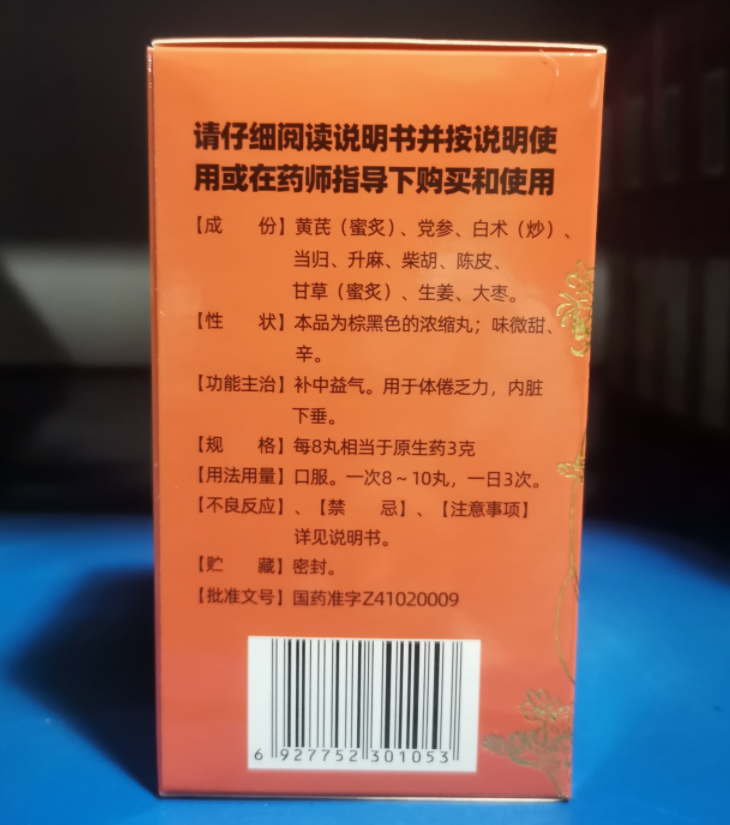 请仔细阅读说明书并按说明使
用或在药师指导下购买和使用
【成　　份】黄芪（蜜炙）、党参、白术（炒）、
当归、升麻、柴胡、陈皮、
甘草（蜜炙）、生姜、大枣。
【性　　状】本品为棕黑色的浓缩丸；味微甜、
辛。
【功能主治】补中益气。用于体倦乏力，内脏
下垂。
【规　　格】每8丸相当于原生药3克
【用法用量】口服。一次8～10丸，一日3次。
【不良反应】、【禁　　忌】、【注意事项】
详见说明书。
【贮　　藏】密封。
【批准文号】国药准字Z41020009
6 927752 301053